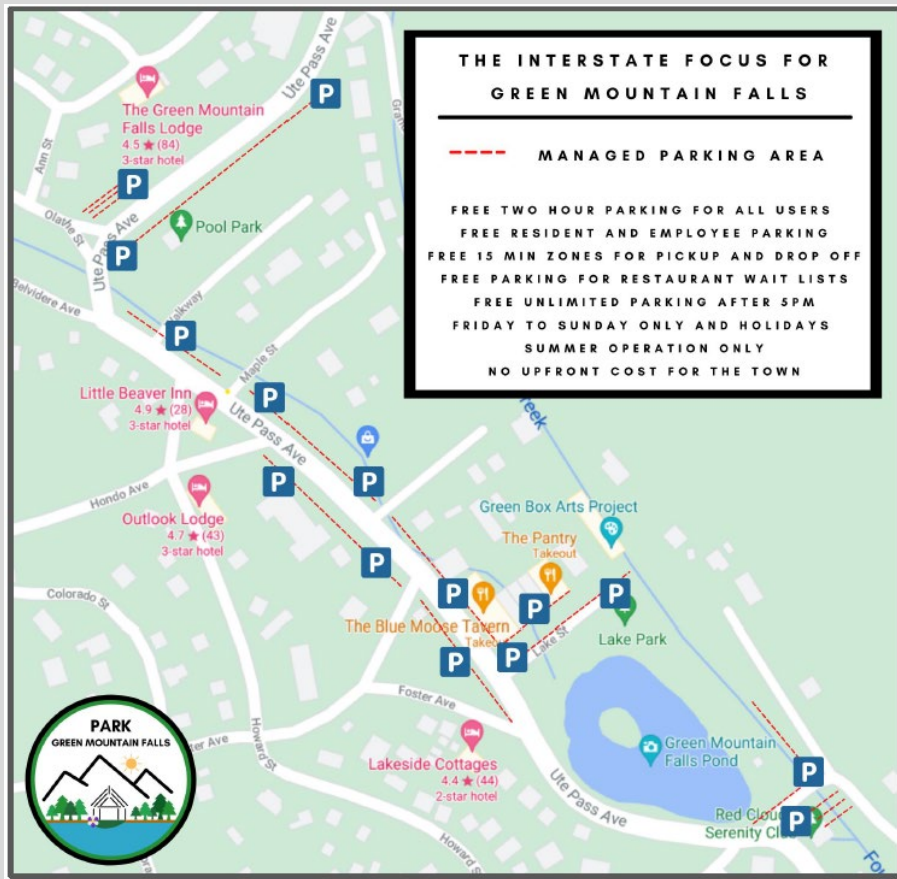 THE INTERSTATE FOCUS FOR
GREEN MOUNTAIN FALLS
MANAGED PARKING AREA
FREE TWO HOUR PARKING FOR ALL USERS
FREE RESIDENT AND EMPLOYEE PARKING
FREE 15 MIN ZONES FOR PICKUP AND DROP OFF
FREE PARKING FOR RESTAURANT WAIT LISTS
FREE UNLIMITED PARKING AFTER 5PM
FRIDAY TO SUNDAY ONLY AND HOLIDAYS
SUMMER OPERATION ONLY
NO UPFRONT COST FOR THE TOWN
Ute Pass Ave
P
The Green Mountain
Falls Lodge
4.5 ★ (84)
3-star hotel
Ann St
P
Olathe St
Ute Pass Ave
Pool Park
P
Belvidere Ave
Walkway
P
Maple St
Little Beaver Inn
4.9 ★ (28)
3-star hotel
P
Ute Pass Ave
Creek
P
P
Hondo Ave
Outlook Lodge
4.7 ★ (43)
3-star hotel
Green Box Arts Project
The Pantry
Takeout
P
Colorado St
P
P
P
The Blue Moose Tavern
Takeou
Lake St
Lake Park
P
P
Foster Ave
Howard St
Lakeside Cottages
4.4 ★ (44)
2-star hotel
Green Mountain
Falls Pond
Ute Pass Ave
P
Red Clou
Serenity Clu
P
Howard St
ter Ave
PARK
GREEN MOUNTAIN FALLS